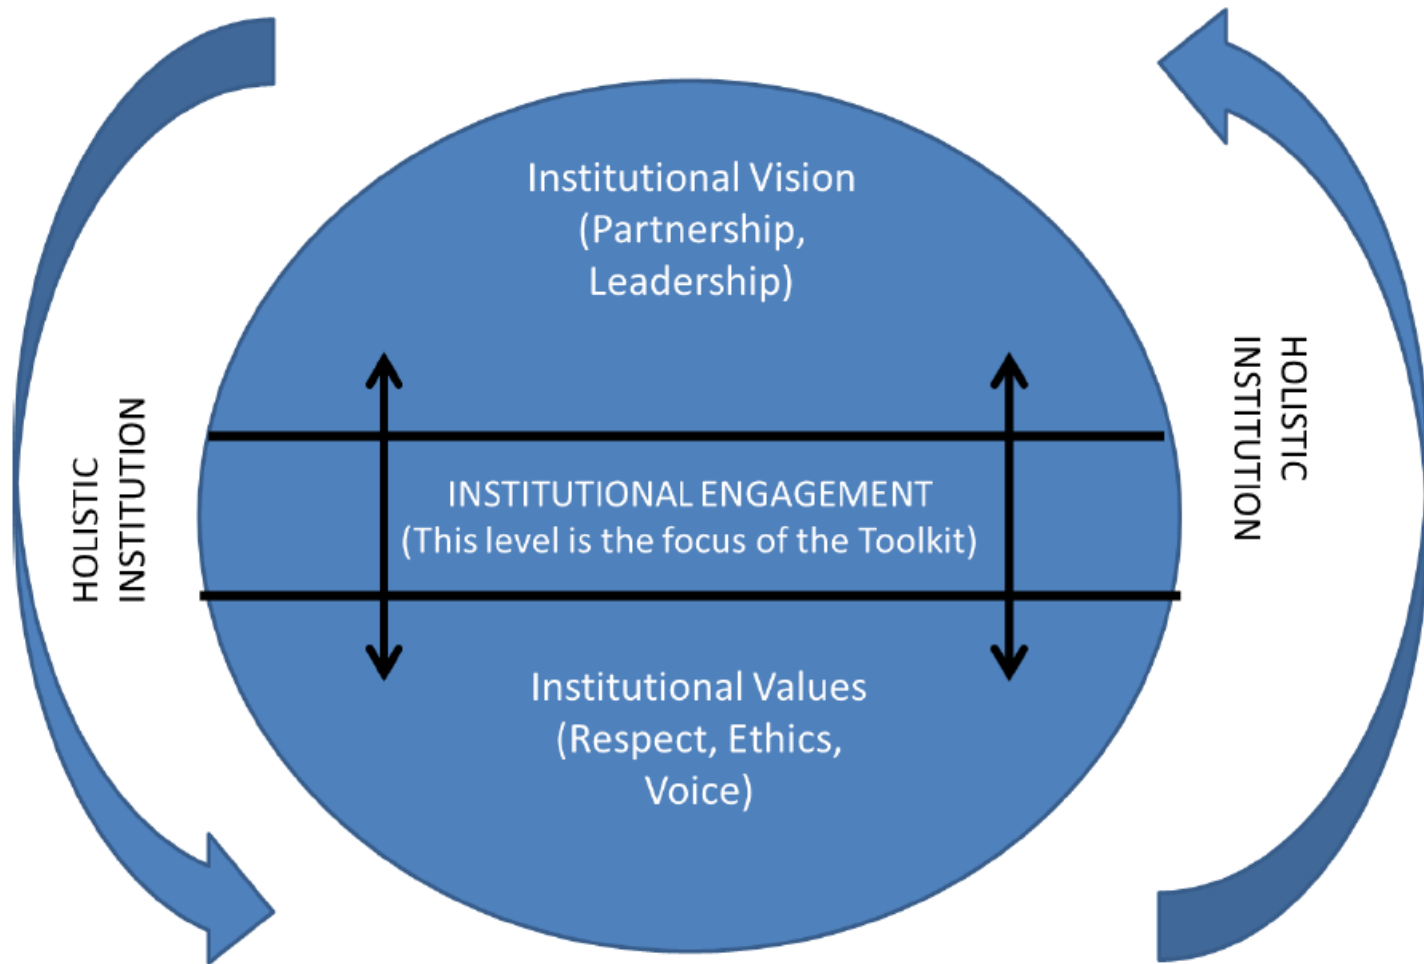 Institutional Vision
(Partnership,
Leadership)
HOLISTIC
INSTITUTION
INSTITUTIONAL ENGAGEMENT
(This level is the focus of the Toolkit)
HOLISTIC
INSTITUTION
Institutional Values
(Respect, Ethics,
Voice)